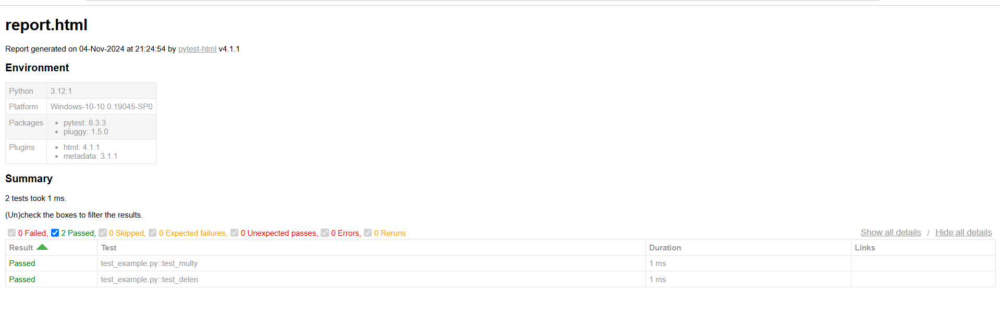 report.html
Report generated on 04-Nov-2024 at 21:24:54 by pytest-html v4.1.1
Environment
Python 3.12.1
Platform Windows-10-10.0.19045-SP0
Packages
• pytest: 8.3.3
• pluggy: 1.5.0
Plugins
• html: 4.1.1
• metadata: 3.1.1
Summary
2 tests took 1 ms.
(Un)check the boxes to filter the results.
0 Failed, 2 Passed, 0 Skipped, 0 Expected failures, 0 Unexpected passes, 0 Errors, 0 Reruns
Show all details / Hide all details
Result Test Duration Links
Passed test_example.py::test_multy 1 ms
Passed test_example.py::test_delen 1 ms